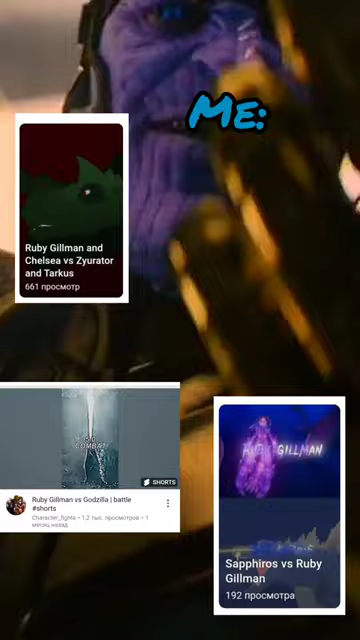 ME:
Ruby Gillman and
Chelsea vs Zyurator
and Tarkus
661 просмотр
COMBAT
SHORTS
Ruby Gillman vs Godzilla | battle
#shorts
Character_fights • 1,2 тыс. просмотров • 1
месяц назад
RUBY GILLMAN
Sapphiros vs Ruby
Gillman
192 просмотра